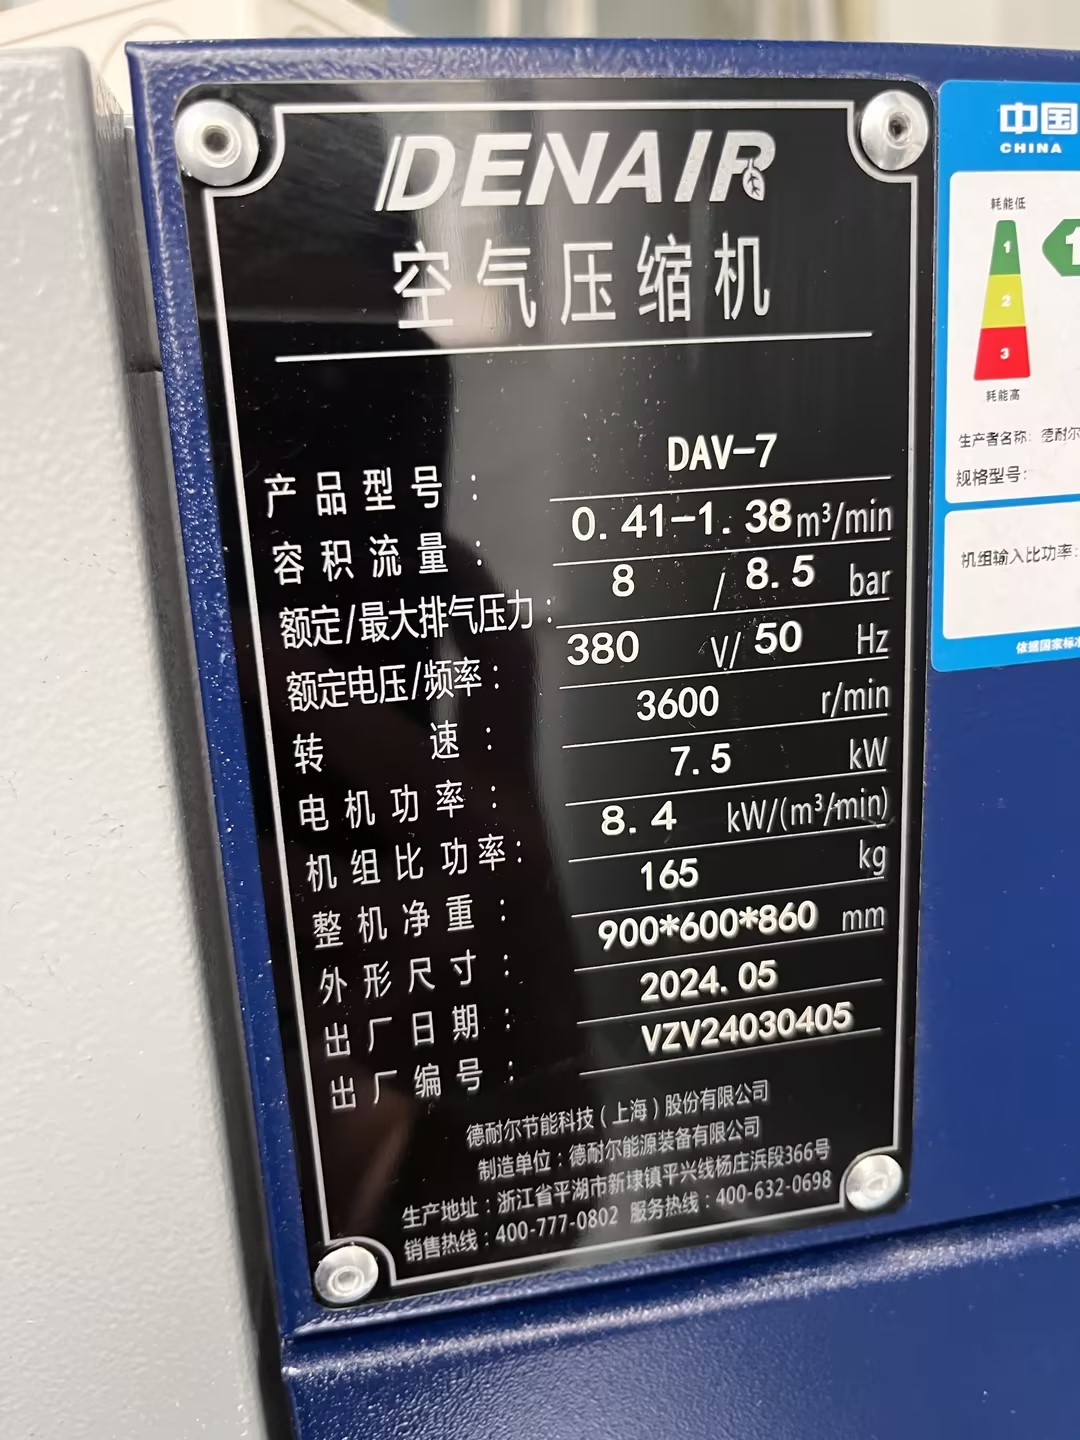 DENAIR
空气压缩机
产品型号： DAV-7
容积流量： 0.41-1.38 m³/min
额定/最大排气压力： 8 / 8.5 bar
额定电压/频率： 380 V/ 50 Hz
转速： 3600 r/min
电机功率： 7.5 kW
机组比功率： 8.4 kW/(m³/min)
整机净重： 165 kg
外形尺寸： 900*600*860 mm
出厂日期： 2024.05
出厂编号： VZV24030405
德耐尔节能科技（上海）股份有限公司
制造单位：德耐尔能源装备有限公司
生产地址：浙江省平湖市新埭镇平兴线杨庄浜段366号
销售热线：400-777-0802 服务热线：400-632-0698
中国
CHINA
耗能低
1
1
2
3
耗能高
生产者名称：德耐尔
规格型号：
机组输入比功率：
依据国家标准